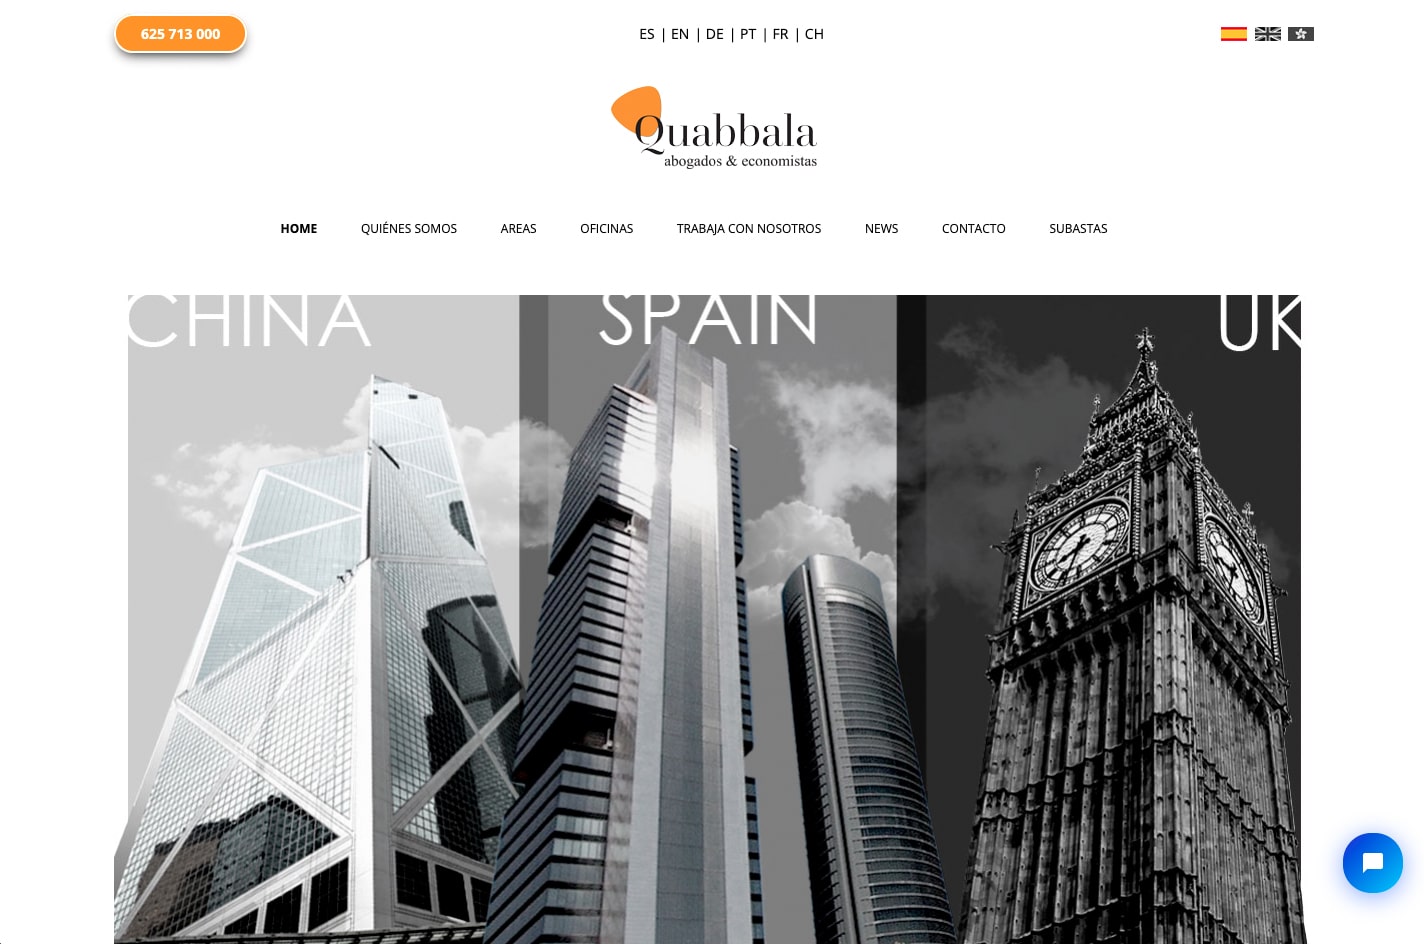 625 713 000
ES | EN | DE | PT | FR | CH
Quabbala
abogados & economistas
HOME QUIÉNES SOMOS AREAS OFICINAS TRABAJA CON NOSOTROS NEWS CONTACTO SUBASTAS
CHINA SPAIN UK